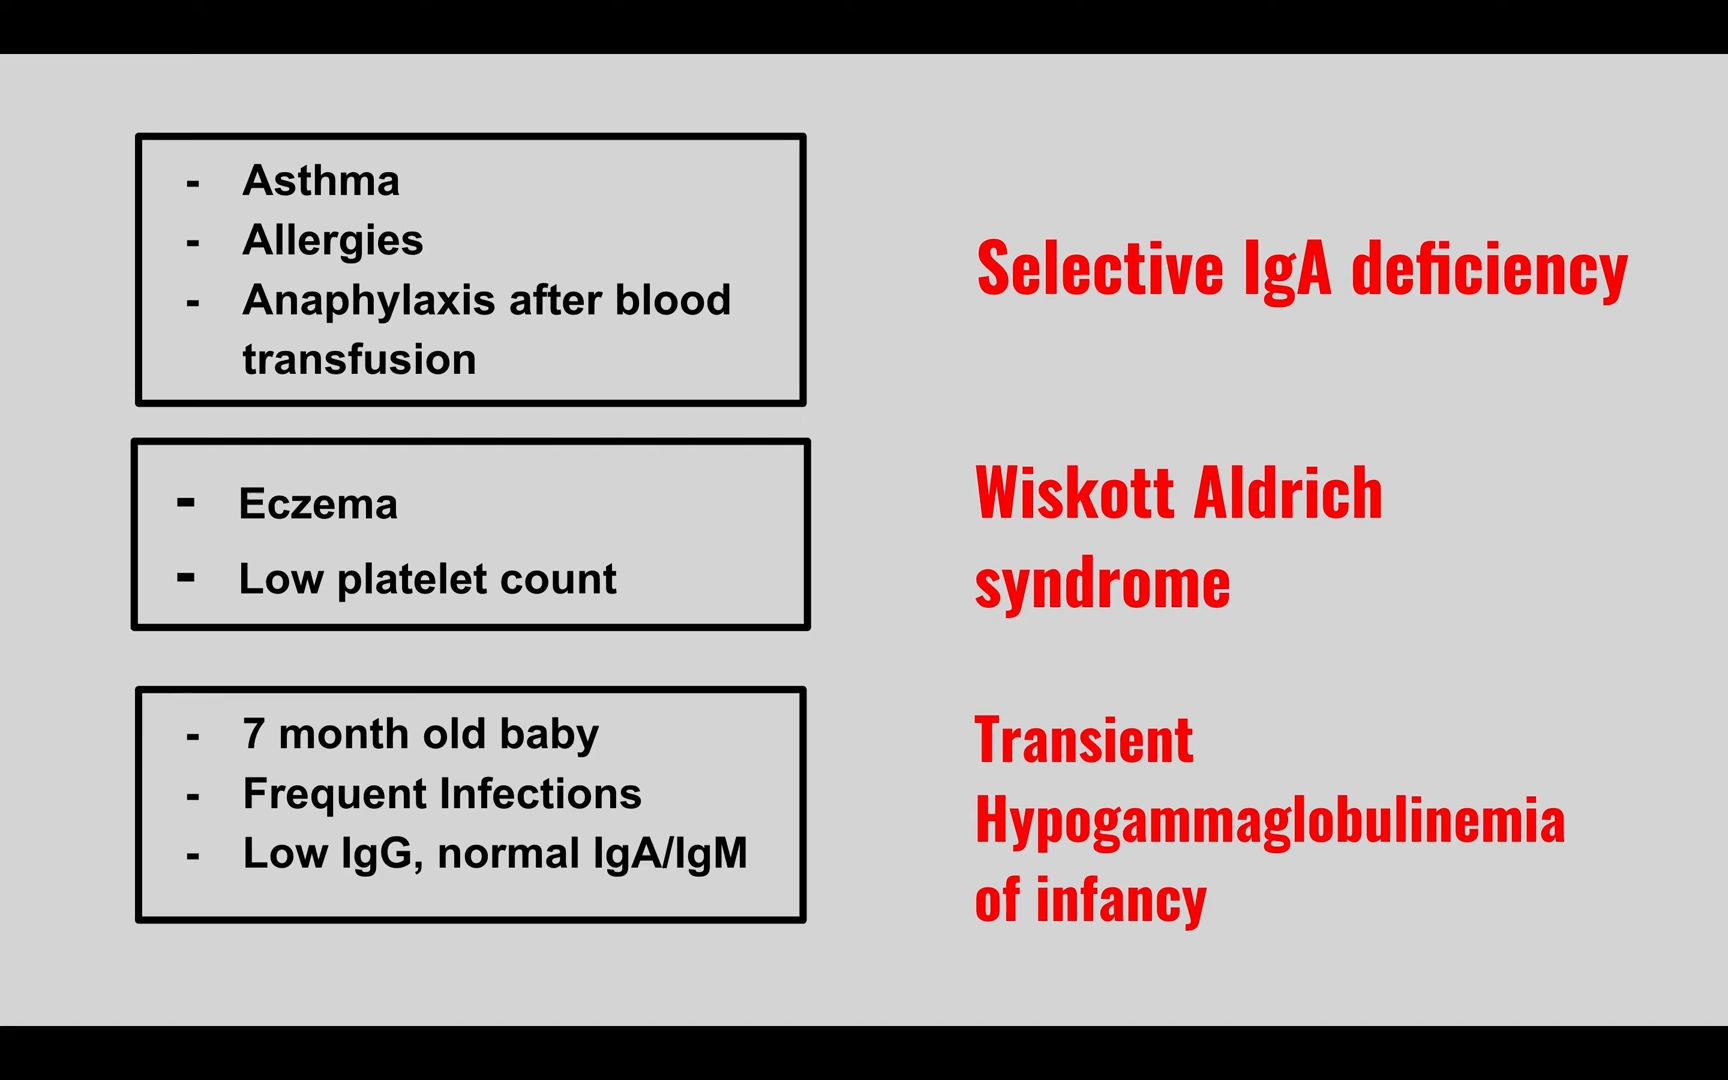 - Asthma
- Allergies
- Anaphylaxis after blood
transfusion
Selective IgA deficiency
- Eczema
- Low platelet count
Wiskott Aldrich
syndrome
- 7 month old baby
- Frequent Infections
- Low IgG, normal IgA/IgM
Transient
Hypogammaglobulinemia
of infancy